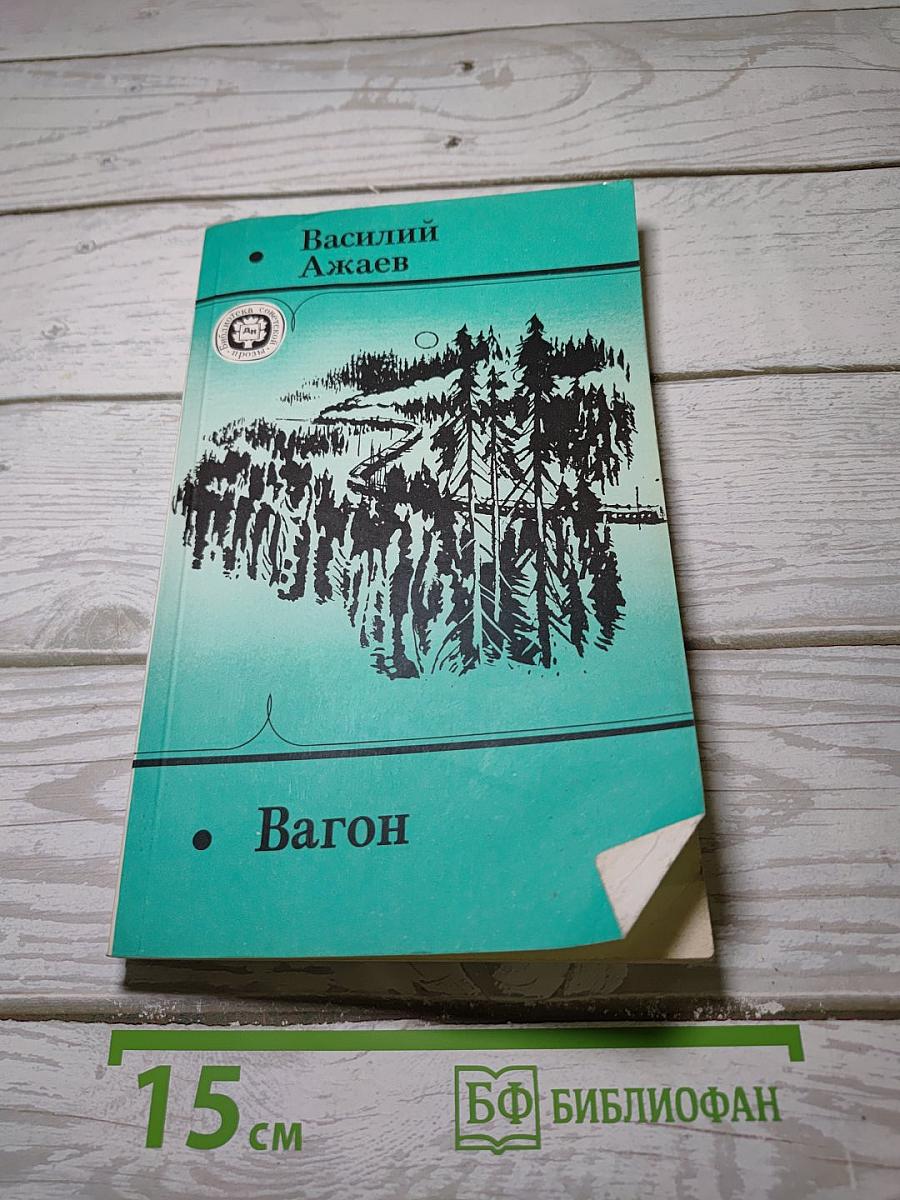 Василий
Ажаев
Библиотека советской прозы
Вагон
15 см
БФ БИБЛИОФАН